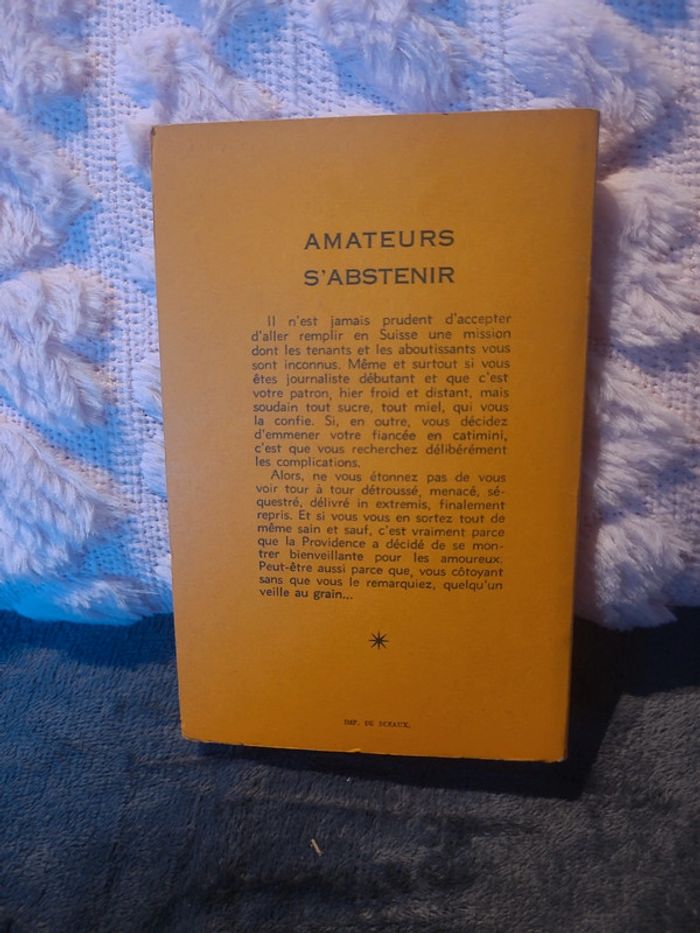 AMATEURS
S'ABSTENIR
Il n'est jamais prudent d'accepter
d'aller remplir en Suisse une mission
dont les tenants et les aboutissants vous
sont inconnus. Même et surtout si vous
êtes journaliste débutant et que c'est
votre patron, hier froid et distant, mais
soudain tout sucre, tout miel, qui vous
la confie. Si, en outre, vous décidez
d'emmener votre fiancée en catimini,
c'est que vous recherchez délibérément
les complications.
Alors, ne vous étonnez pas de vous
voir tour à tour détroussé, menacé, sé-
questré, délivré in extremis, finalement
repris. Et si vous vous en sortez tout de
même sain et sauf, c'est vraiment parce
que la Providence a décidé de se mon-
trer bienveillante pour les amoureux.
Peut-être aussi parce que, vous côtoyant
sans que vous le remarquiez, quelqu'un
veille au grain...
IMP. DE SCEAUX.